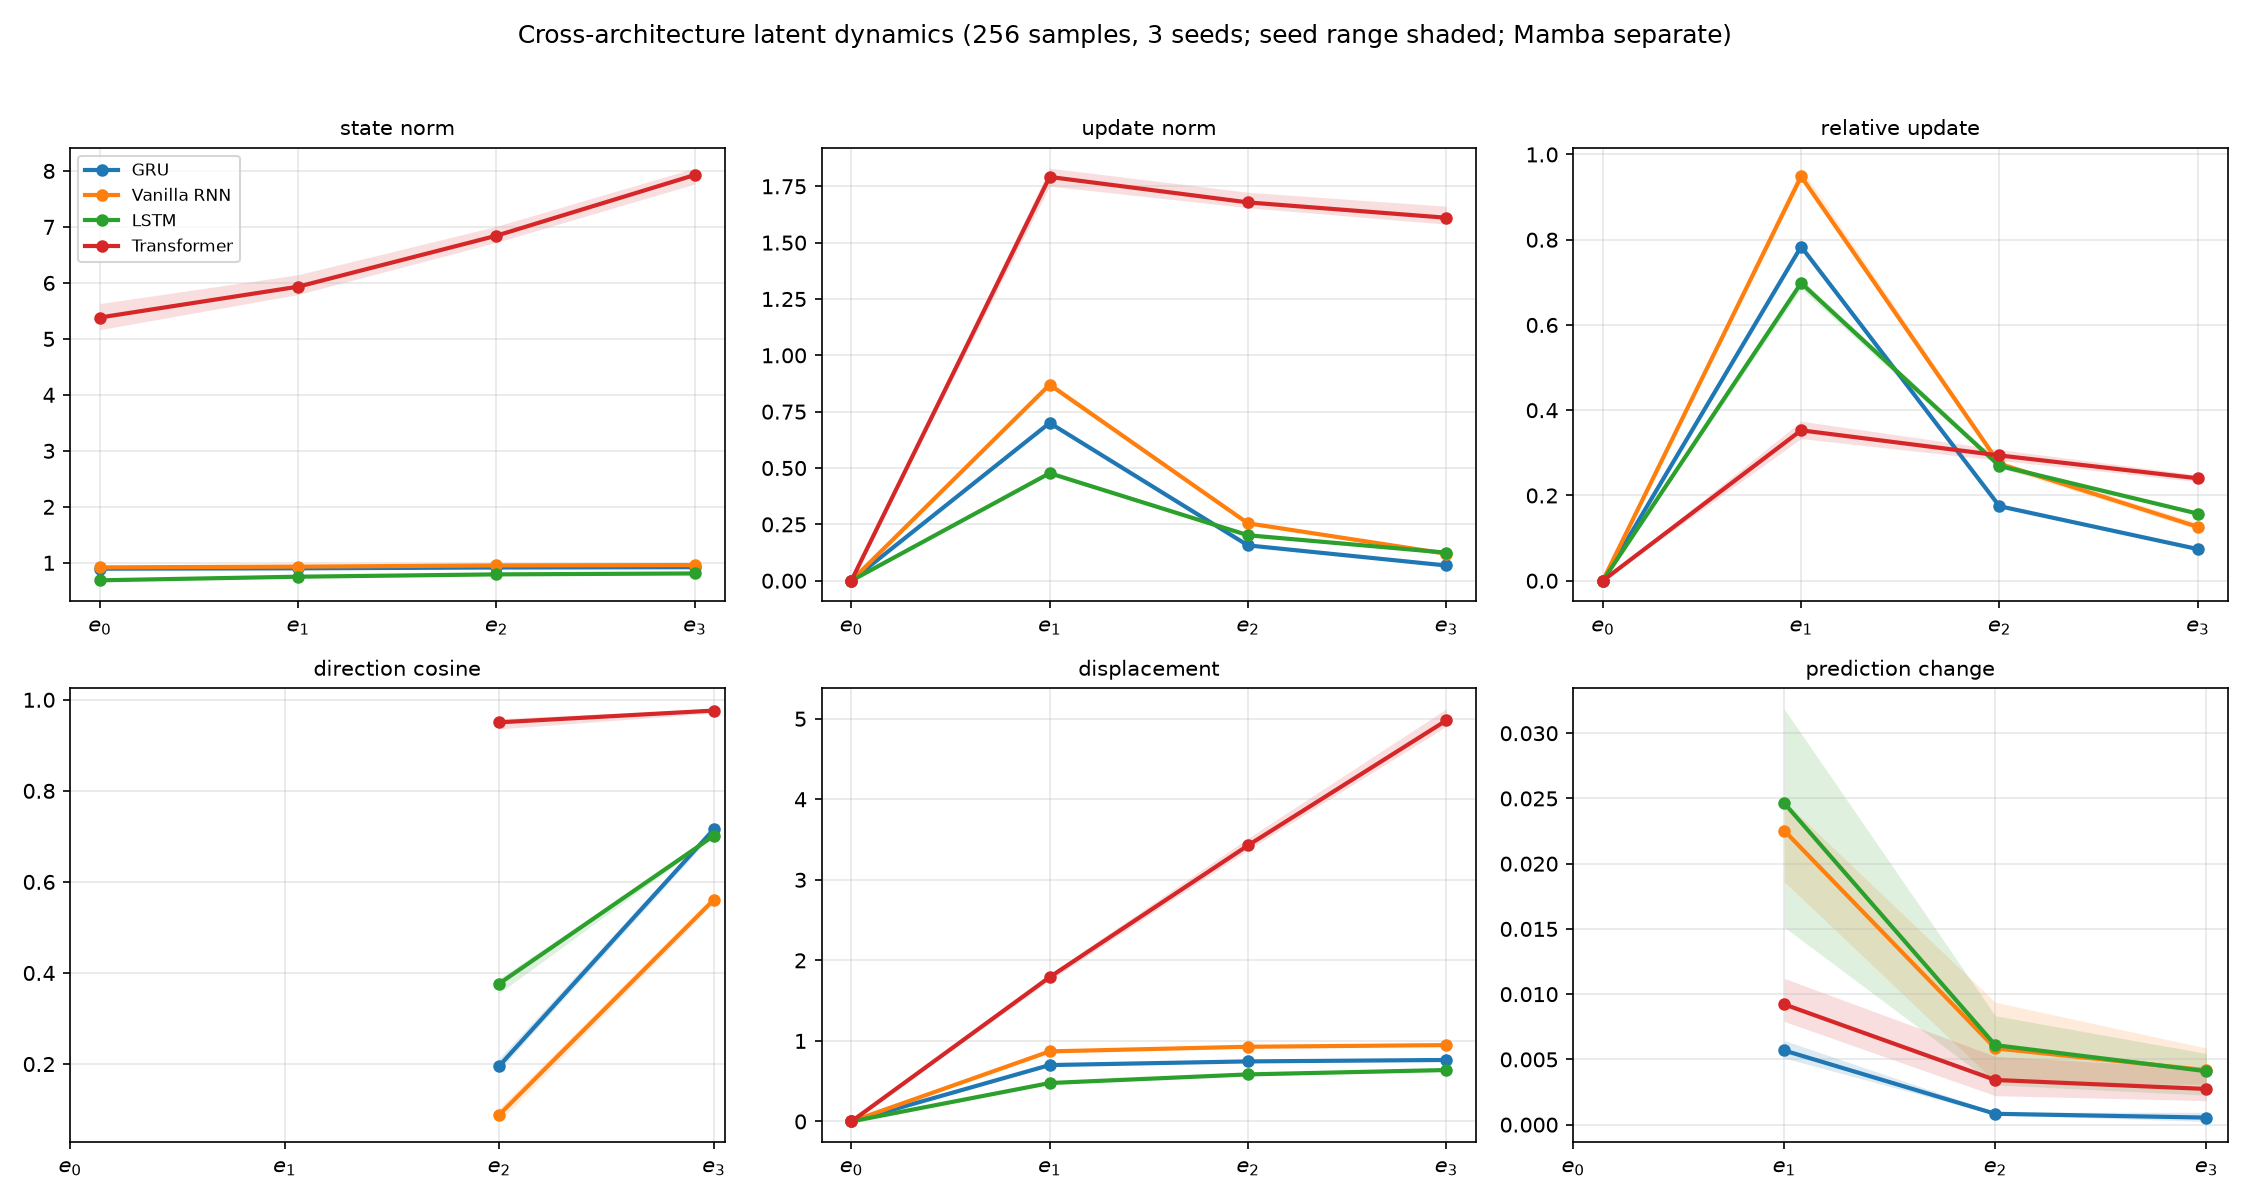 Cross-architecture latent dynamics (256 samples, 3 seeds; seed range shaded; Mamba separate)
state norm
8
7
6
5
4
3
2
1
GRU
Vanilla RNN
LSTM
Transformer
e₀ e₁ e₂ e₃
update norm
1.75
1.50
1.25
1.00
0.75
0.50
0.25
0.00
e₀ e₁ e₂ e₃
relative update
1.0
0.8
0.6
0.4
0.2
0.0
e₀ e₁ e₂ e₃
direction cosine
1.0
0.8
0.6
0.4
0.2
e₀ e₁ e₂ e₃
displacement
5
4
3
2
1
0
e₀ e₁ e₂ e₃
prediction change
0.030
0.025
0.020
0.015
0.010
0.005
0.000
e₀ e₁ e₂ e₃